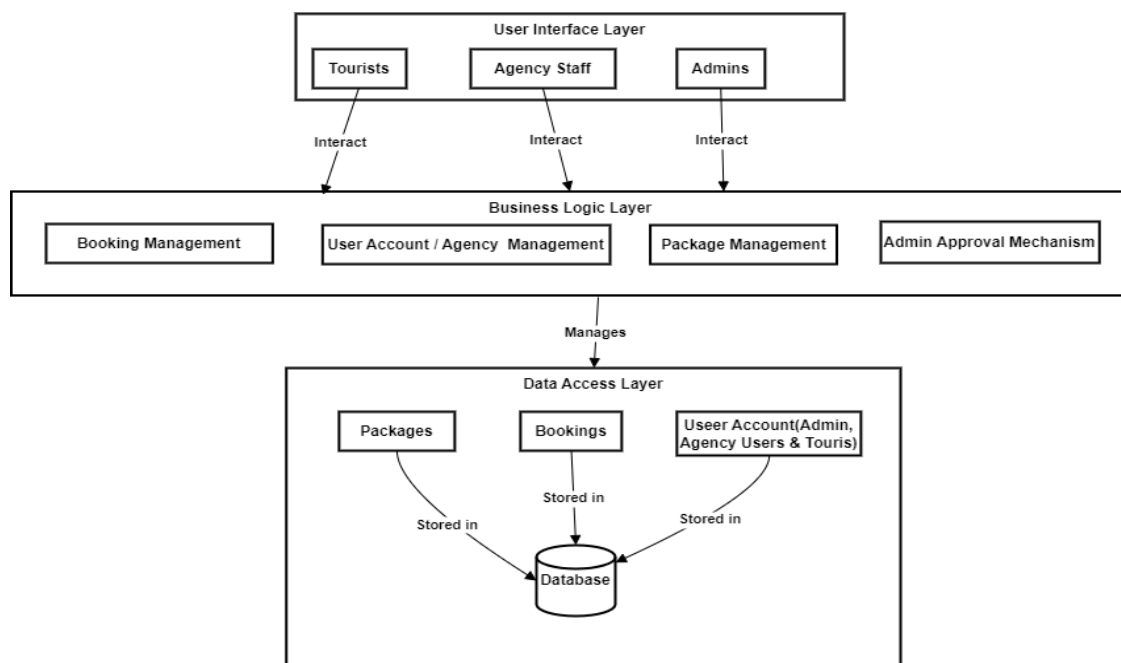 User Interface Layer
Tourists
Agency Staff
Admins
Interact
Interact
Interact
Business Logic Layer
Booking Management
User Account / Agency Management
Package Management
Admin Approval Mechanism
Manages
Data Access Layer
Packages
Bookings
Useer Account(Admin,
Agency Users & Touris)
Stored in
Stored in
Stored in
Database